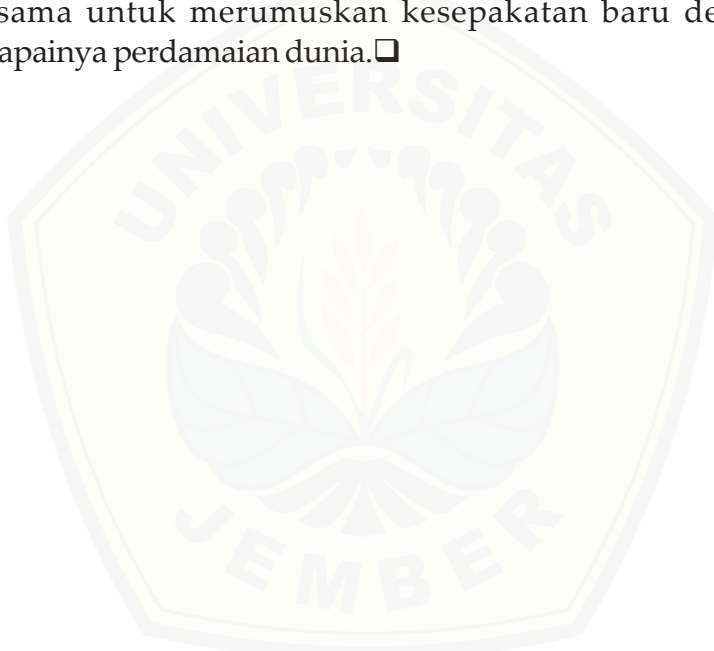 sama untuk merumuskan kesepakatan baru de
apainya perdamaian dunia.❑
UNIVERSITAS
JEMBER